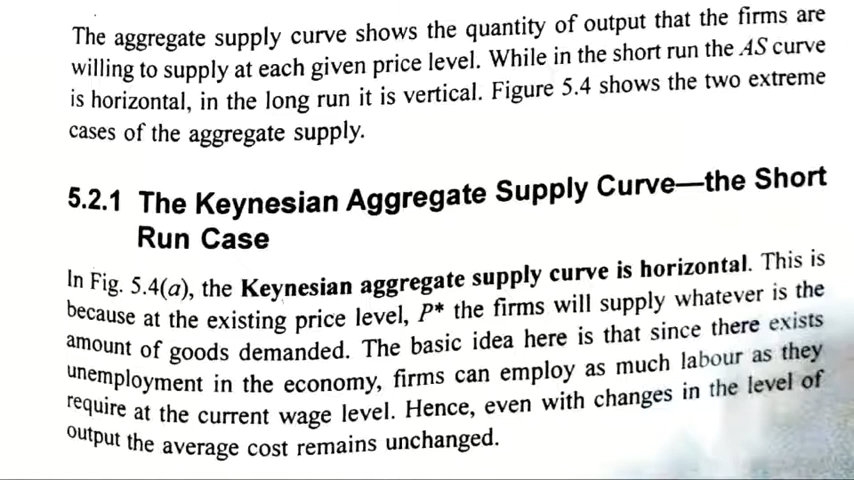 The aggregate supply curve shows the quantity of output that the firms are
willing to supply at each given price level. While in the short run the AS curve
is horizontal, in the long run it is vertical. Figure 5.4 shows the two extreme
cases of the aggregate supply.
5.2.1 The Keynesian Aggregate Supply Curve—the Short
Run Case
In Fig. 5.4(a), the Keynesian aggregate supply curve is horizontal. This is
because at the existing price level, P* the firms will supply whatever is the
amount of goods demanded. The basic idea here is that since there exists
unemployment in the economy, firms can employ as much labour as they
require at the current wage level. Hence, even with changes in the level of
output the average cost remains unchanged.